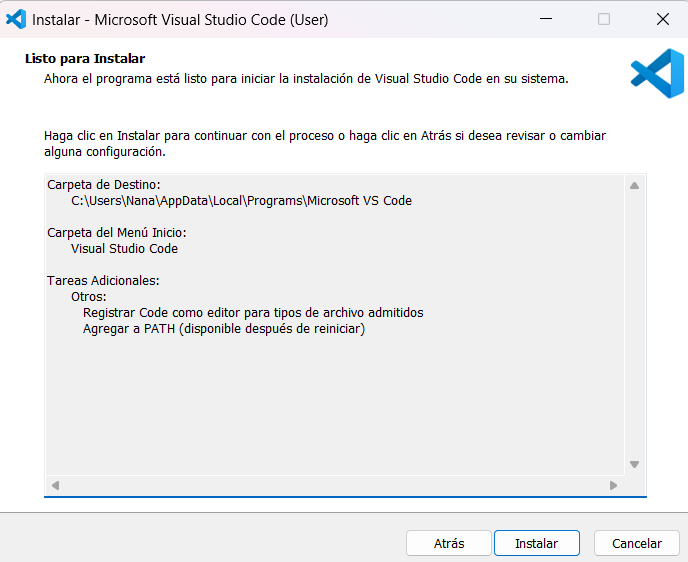 Instalar - Microsoft Visual Studio Code (User)
Listo para Instalar
Ahora el programa está listo para iniciar la instalación de Visual Studio Code en su sistema.
Haga clic en Instalar para continuar con el proceso o haga clic en Atrás si desea revisar o cambiar
alguna configuración.
Carpeta de Destino:
C:\Users\Nana\AppData\Local\Programs\Microsoft VS Code
Carpeta del Menú Inicio:
Visual Studio Code
Tareas Adicionales:
Otros:
Registrar Code como editor para tipos de archivo admitidos
Agregar a PATH (disponible después de reiniciar)
Atrás Instalar Cancelar